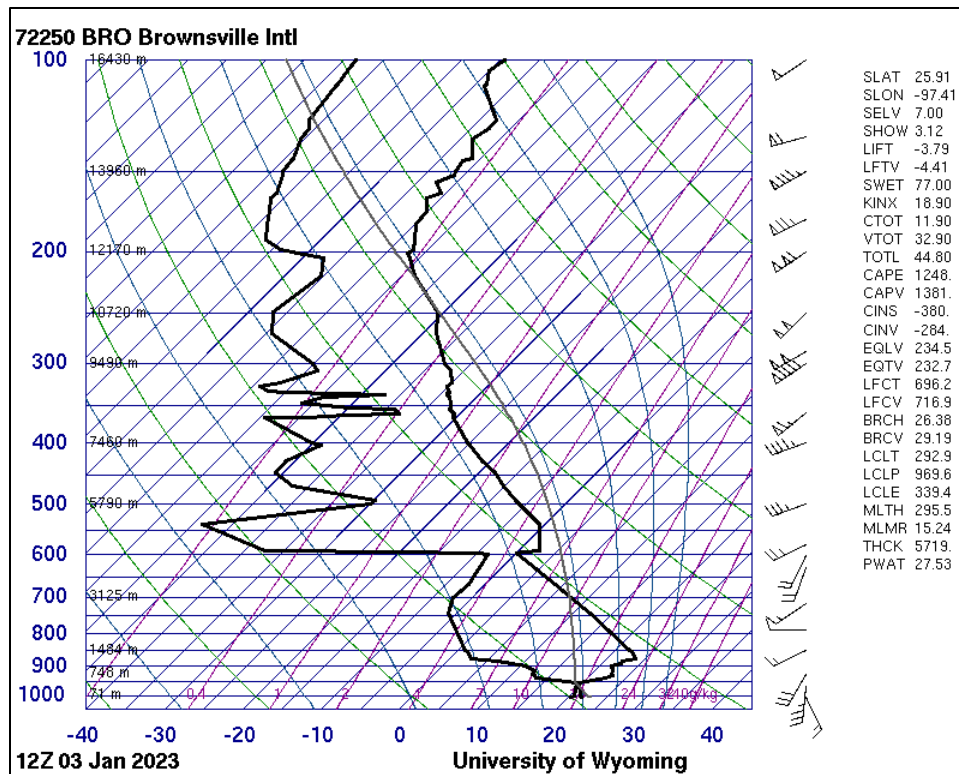 72250 BRO Brownsville Intl
100 16430 m
13960 m
200 12170 m
10720 m
300 9490 m
400 7460 m
500 5790 m
600
700 3125 m
800
1484 m
900
748 m
1000 71 m 0.1 1 2 4 7 10 21 32 40g/kg
-40 -30 -20 -10 0 10 20 30 40
12Z 03 Jan 2023 University of Wyoming
SLAT 25.91
SLON -97.41
SELV 7.00
SHOW 3.12
LIFT -3.79
LFTV -4.41
SWET 77.00
KINX 18.90
CTOT 11.90
VTOT 32.90
TOTL 44.80
CAPE 1248.
CAPV 1381.
CINS -380.
CINV -284.
EQLV 234.5
EQTV 232.7
LFCT 696.2
LFCV 716.9
BRCH 26.38
BRCV 29.19
LCLT 292.9
LCLP 969.6
LCLE 339.4
MLTH 295.5
MLMR 15.24
THCK 5719.
PWAT 27.53